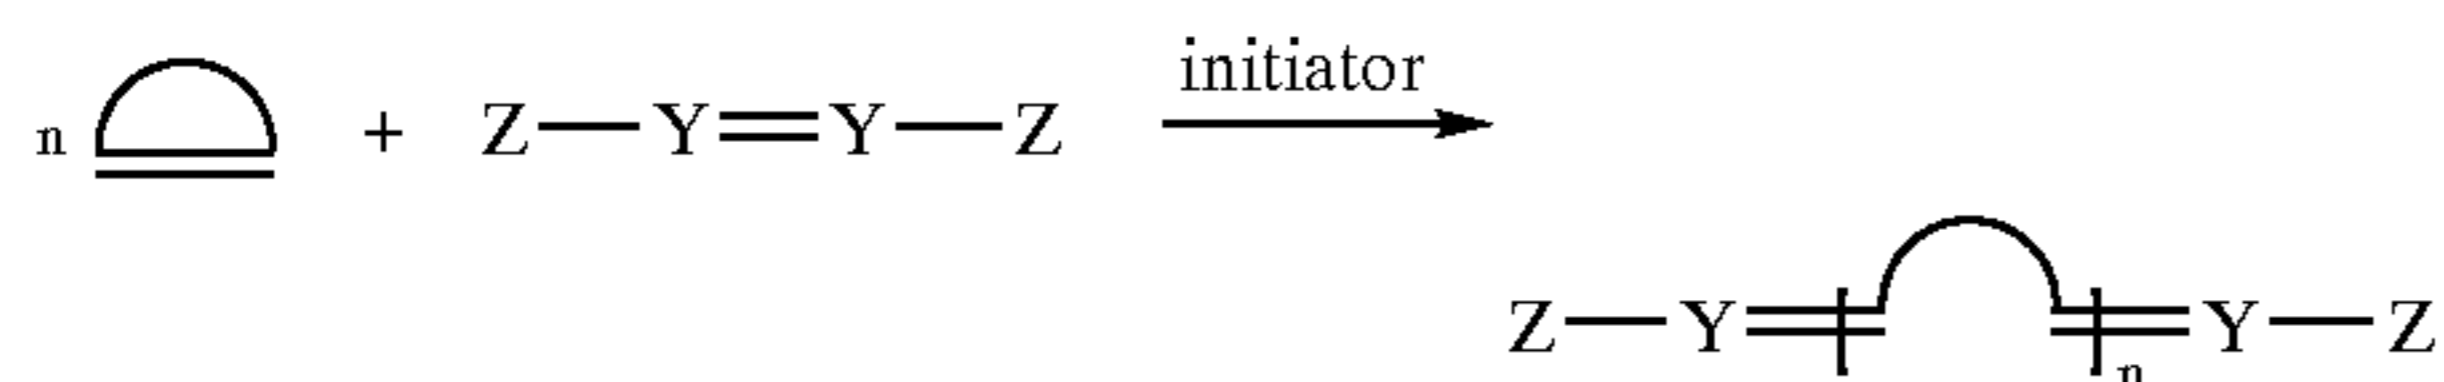 initiator
n + Z—Y=Y—Z
Z—Y= =Y—Z
n